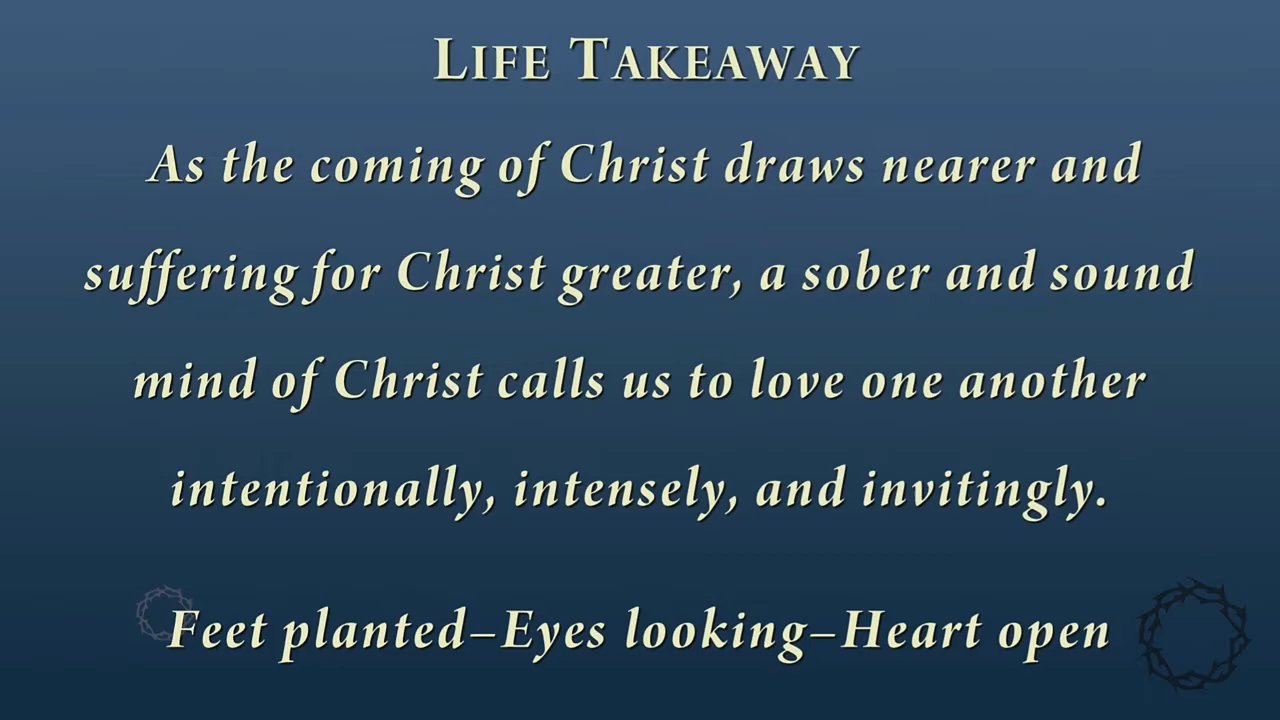 LIFE TAKEAWAY
As the coming of Christ draws nearer and
suffering for Christ greater, a sober and sound
mind of Christ calls us to love one another
intentionally, intensely, and invitingly.
Feet planted–Eyes looking–Heart open